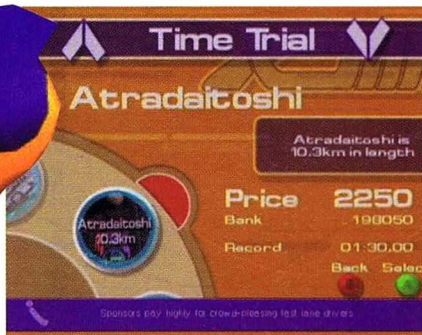 Time Trial
Atradaitoshi
Atradaitoshi is
10.3km in length
Price 2250
Bank 198050
Record 01:30.00
Back Selec
Atradaitoshi
10.3km
Sponsors pay highly for crowd-pleasing fast lane drivers